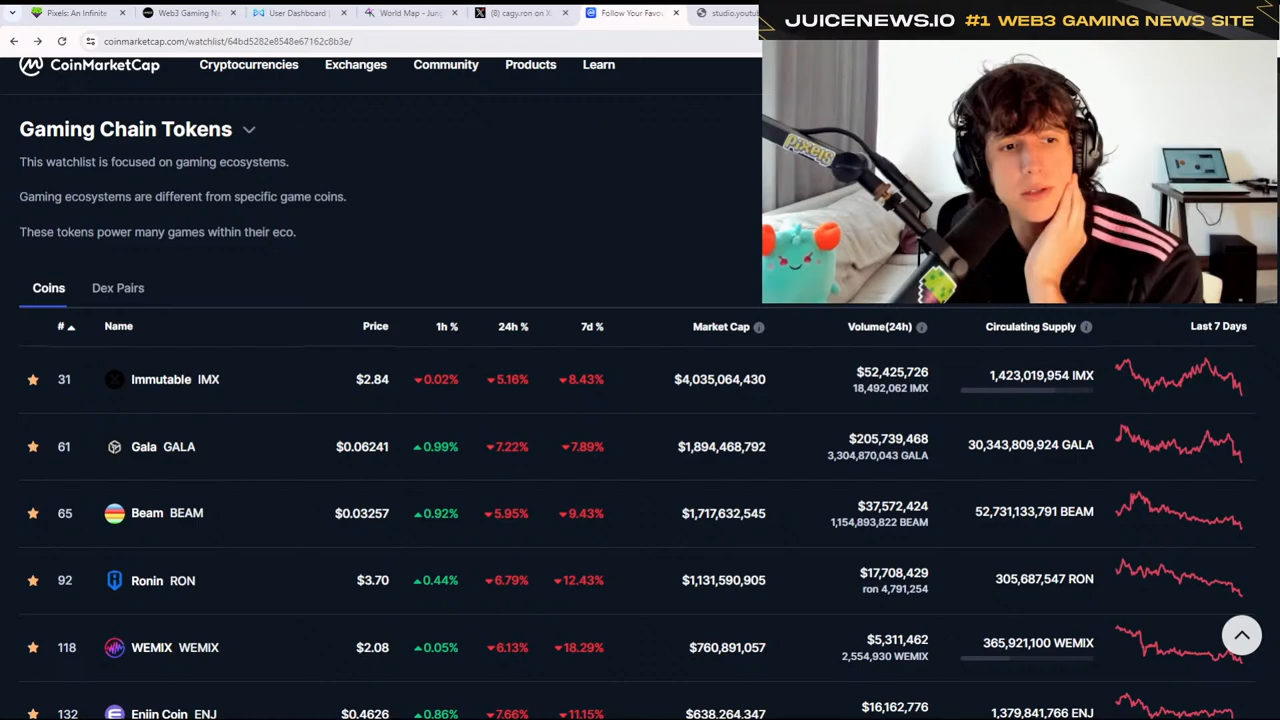 Pixels: An Infinite
Web3 Gaming Ne
User Dashboard |
World Map - Jung
(8) cagy.ron on X
Follow Your Favou
studio.youtu
JUICENEWS.IO #1 WEB3 GAMING NEWS SITE
coinmarketcap.com/watchlist/64bd5282e8548e67162c8b3e/
CoinMarketCap Cryptocurrencies Exchanges Community Products Learn
Gaming Chain Tokens
This watchlist is focused on gaming ecosystems.
Gaming ecosystems are different from specific game coins.
These tokens power many games within their eco.
pixels
Coins Dex Pairs
# Name Price 1h % 24h % 7d % Market Cap Volume(24h) Circulating Supply Last 7 Days
31 Immutable IMX $2.84 0.02% 5.16% 8.43% $4,035,064,430 $52,425,726 1,423,019,954 IMX
18,492,062 IMX
61 Gala GALA $0.06241 0.99% 7.22% 7.89% $1,894,468,792 $205,739,468 30,343,809,924 GALA
3,304,870,043 GALA
65 Beam BEAM $0.03257 0.92% 5.95% 9.43% $1,717,632,545 $37,572,424 52,731,133,791 BEAM
1,154,893,822 BEAM
92 Ronin RON $3.70 0.44% 6.79% 12.43% $1,131,590,905 $17,708,429 305,687,547 RON
ron 4,791,254
118 WEMIX WEMIX $2.08 0.05% 6.13% 18.29% $760,891,057 $5,311,462 365,921,100 WEMIX
2,554,930 WEMIX
132 Enjin Coin ENJ $0.4626 0.86% 7.66% 11.15% $638,264,347 $16,162,776 1,379,841,766 ENJ